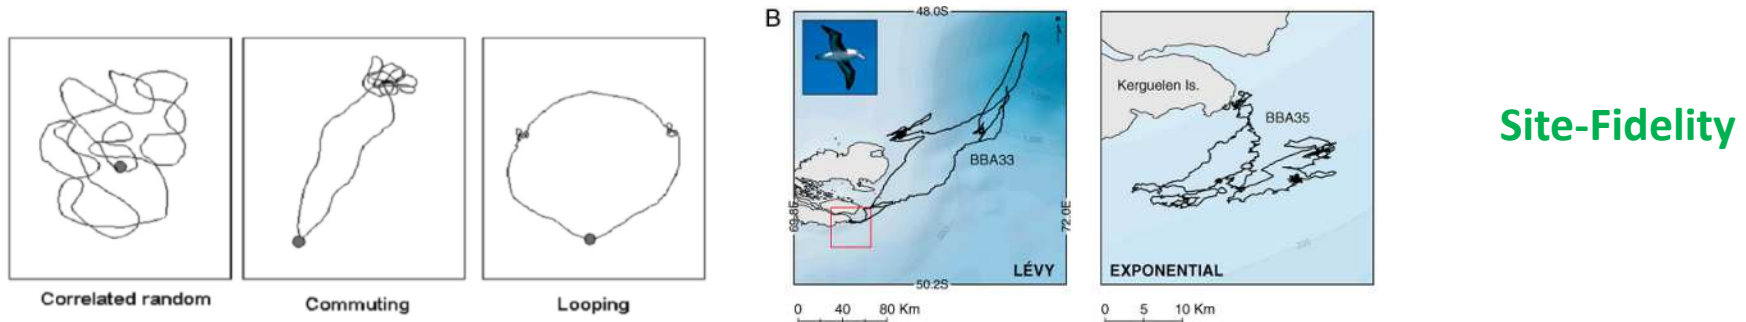 Correlated random
Commuting
Looping
B
48.0S
69.8E
72.0E
50.2S
BBA33
LÉVY
0 40 80 Km
Kerguelen Is.
BBA35
EXPONENTIAL
0 5 10 Km
Site-Fidelity